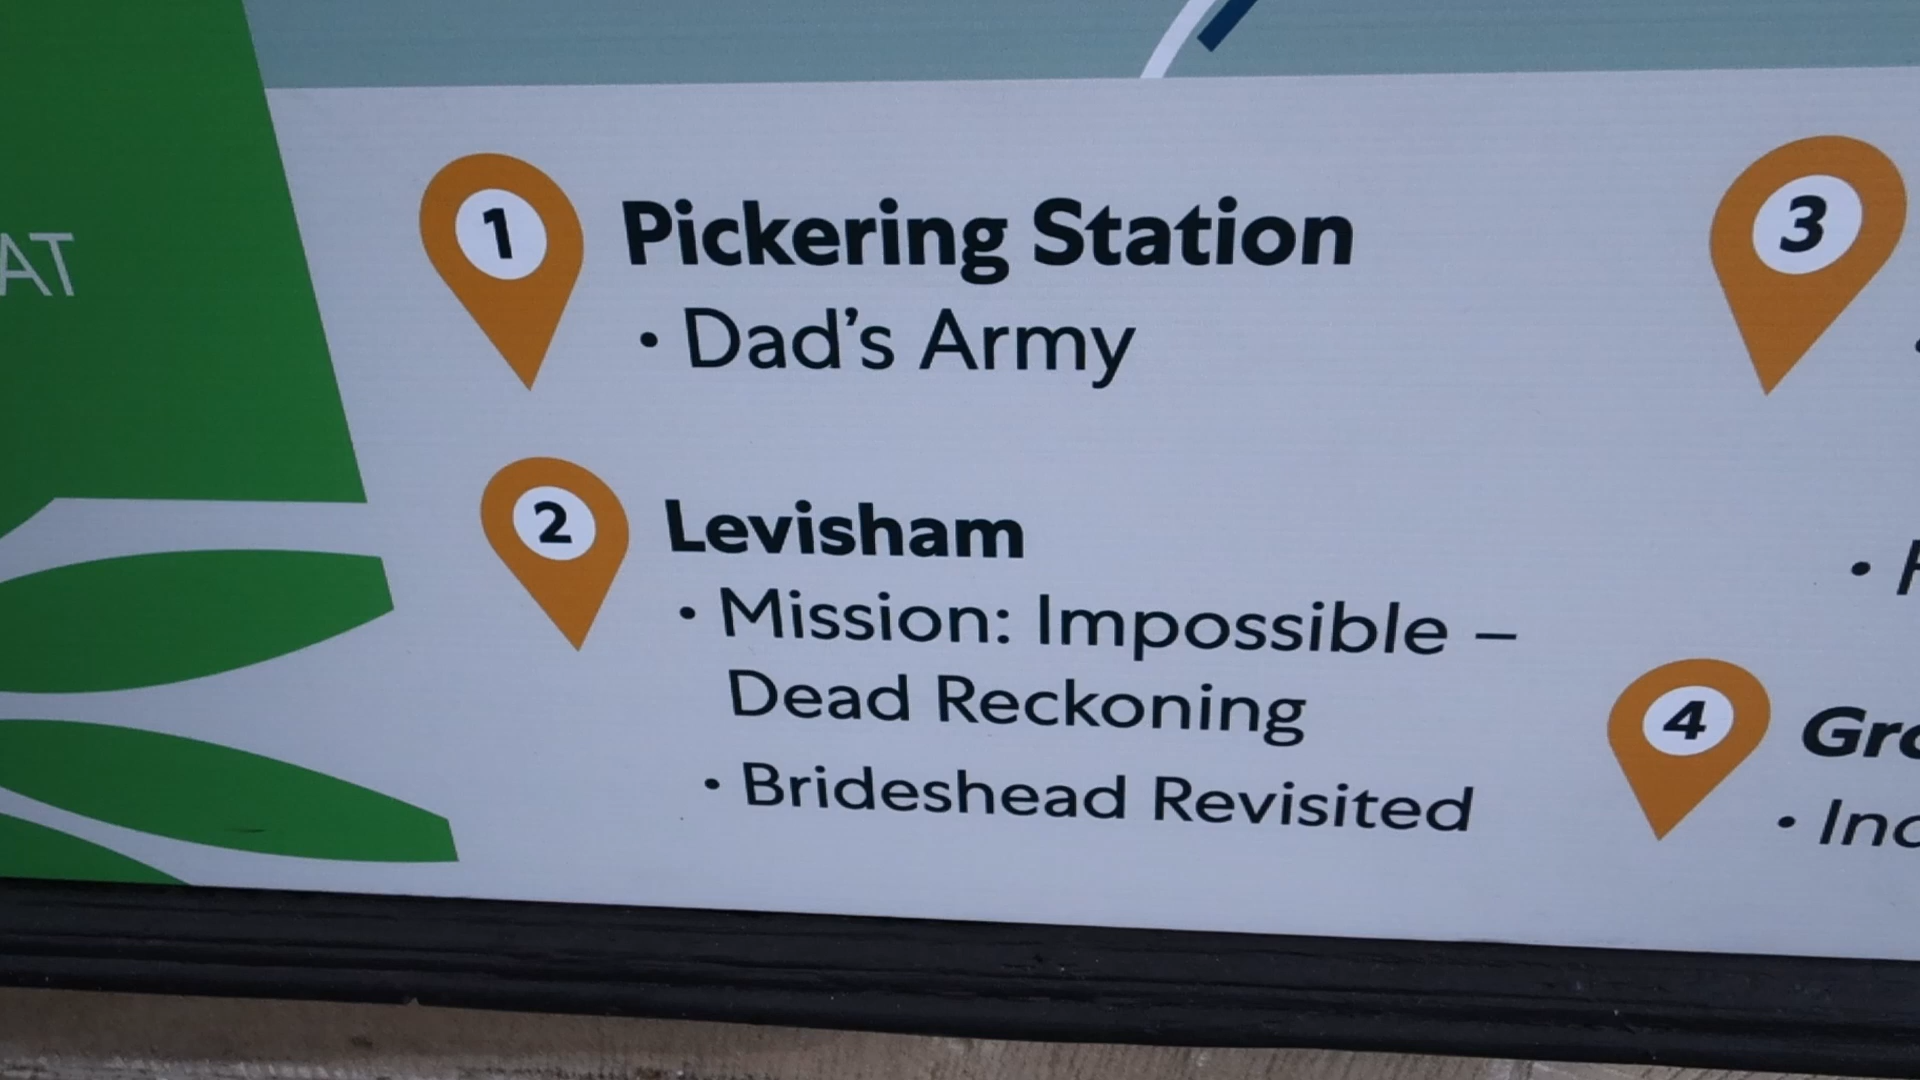 AT
1
Pickering Station
• Dad’s Army
2
Levisham
• Mission: Impossible –
Dead Reckoning
• Brideshead Revisited
3
4